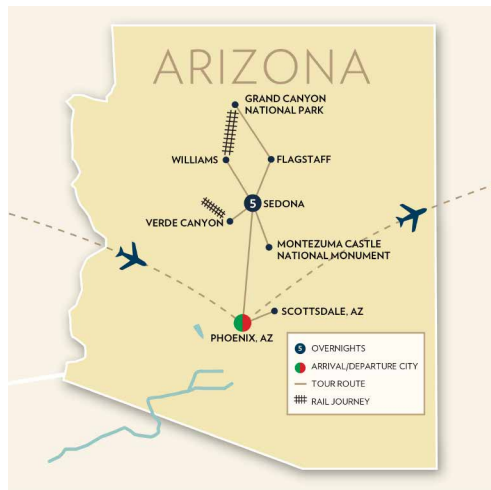 ARIZONA
GRAND CANYON
NATIONAL PARK
WILLIAMS
FLAGSTAFF
5
SEDONA
VERDE CANYON
MONTEZUMA CASTLE
NATIONAL MONUMENT
SCOTTSDALE, AZ
PHOENIX, AZ
5 OVERNIGHTS
ARRIVAL/DEPARTURE CITY
TOUR ROUTE
RAIL JOURNEY